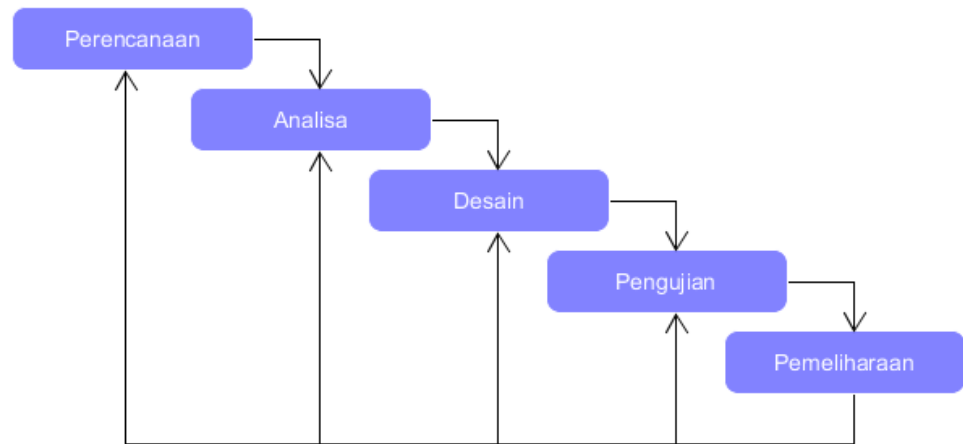 Perencanaan
Analisa
Desain
Pengujian
Pemeliharaan